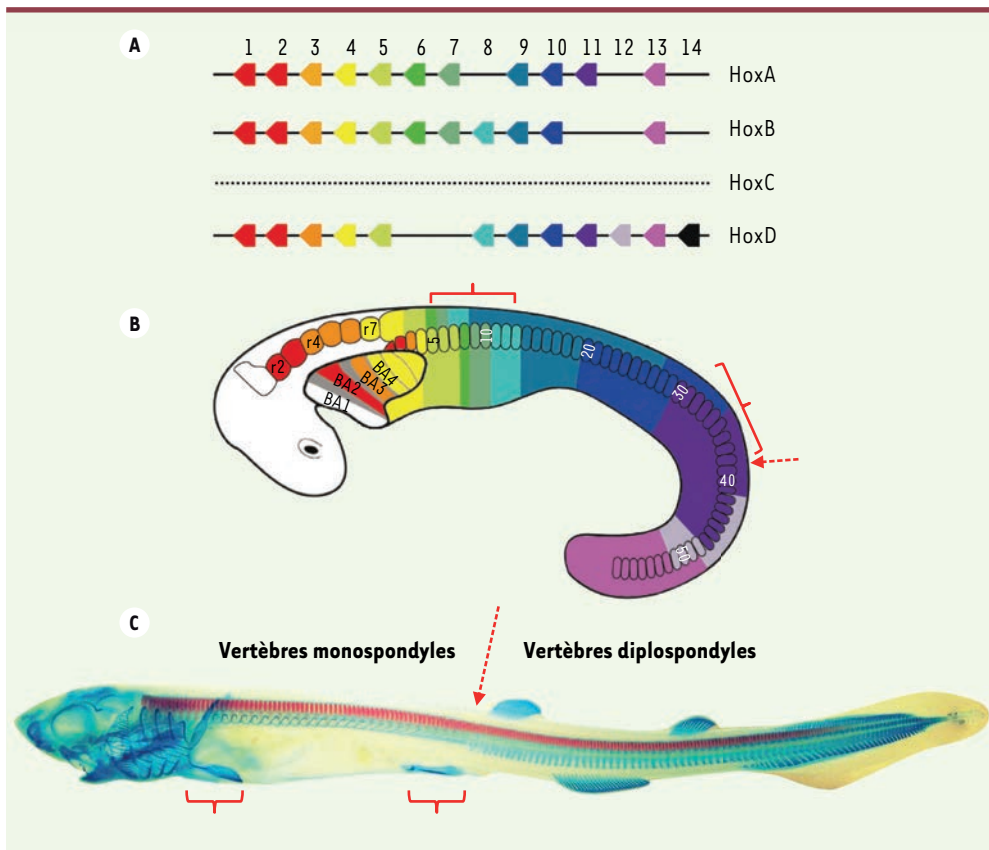 A
1 2 3 4 5 6 7 8 9 10 11 12 13 14
HoxA
HoxB
HoxC
HoxD
B
r2 r4 r7
BA1 BA2 BA3 BA4
5 10 20 30 40 50
C
Vertèbres monospondyles Vertèbres diplospondyles